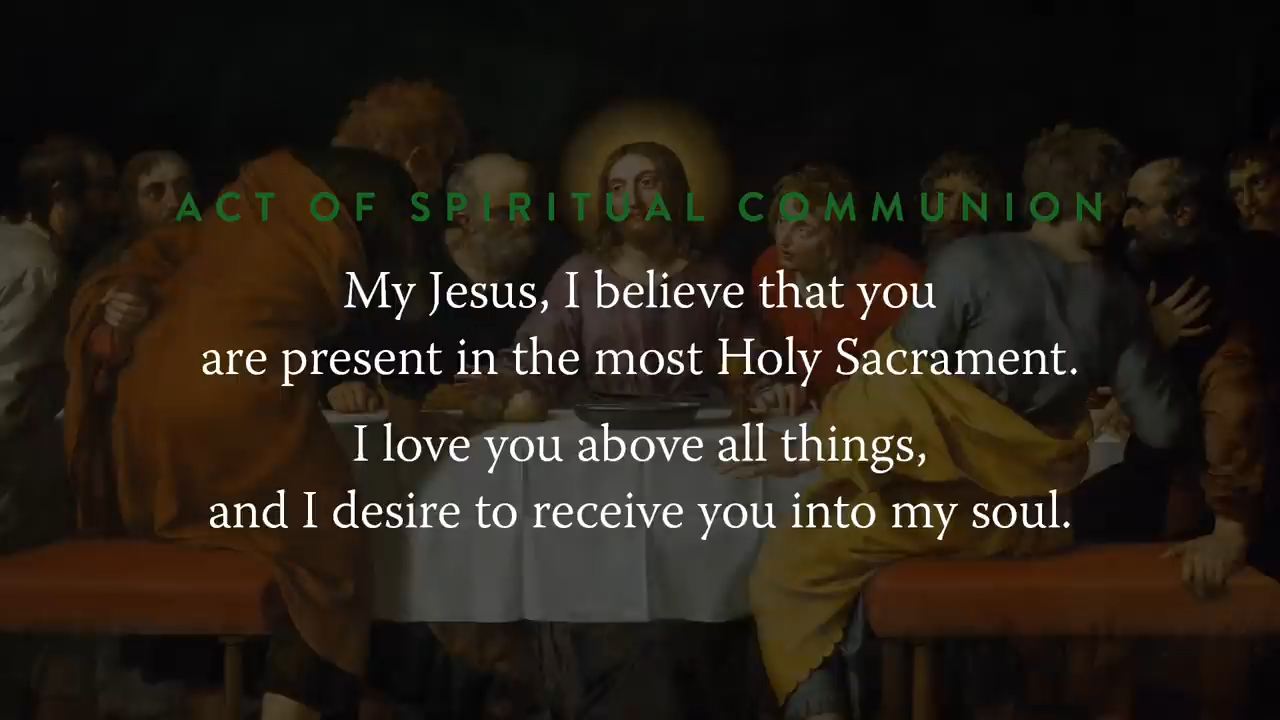 ACT OF SPIRITUAL COMMUNION
My Jesus, I believe that you
are present in the most Holy Sacrament.
I love you above all things,
and I desire to receive you into my soul.